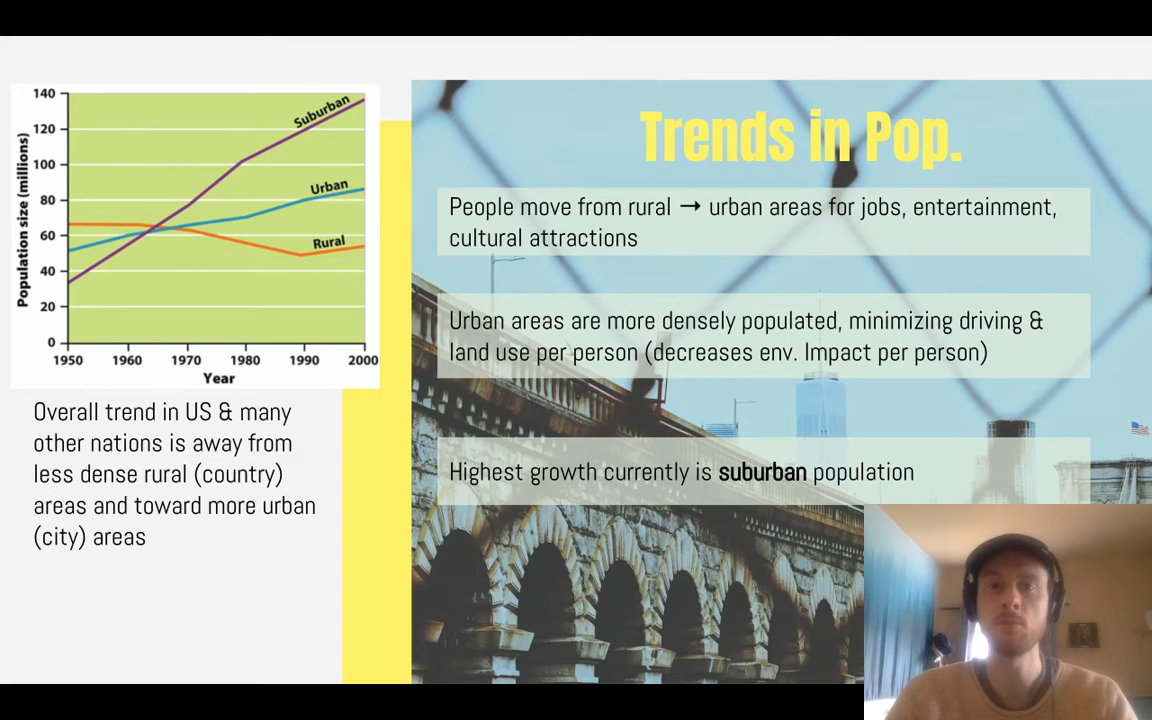 140
120
100
80
60
40
20
0
Population size (millions)
1950 1960 1970 1980 1990 2000
Year
Suburban
Urban
Rural
Overall trend in US & many
other nations is away from
less dense rural (country)
areas and toward more urban
(city) areas
Trends in Pop.
People move from rural → urban areas for jobs, entertainment,
cultural attractions
Urban areas are more densely populated, minimizing driving &
land use per person (decreases env. Impact per person)
Highest growth currently is suburban population